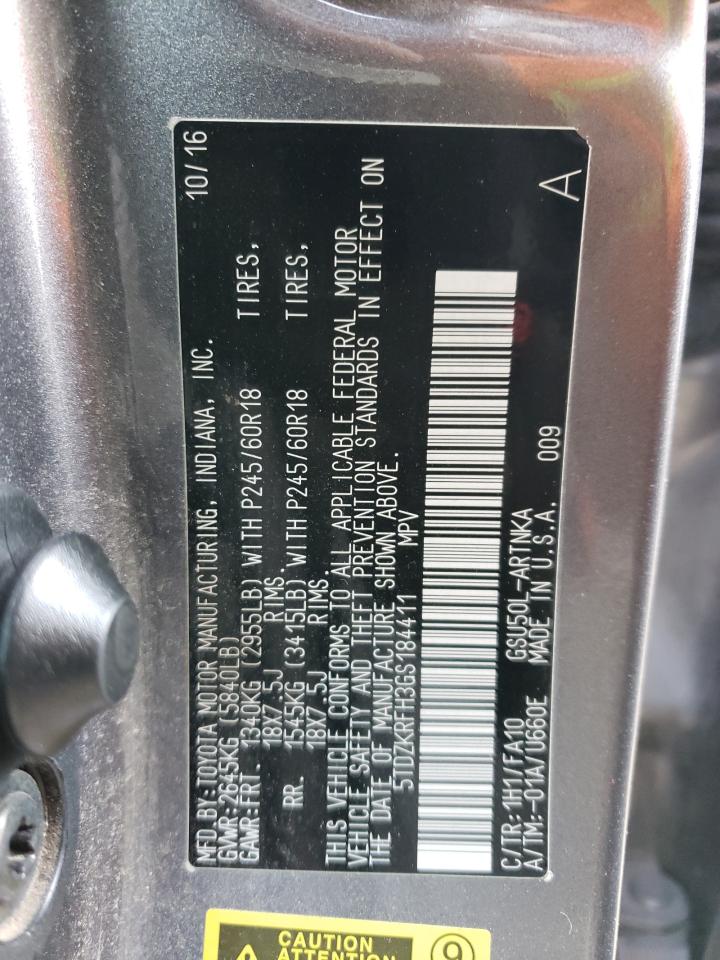 MFD.BY:TOYOTA MOTOR MANUFACTURING, INDIANA, INC. 10/16
GVWR:2645KG (5840LB)
GAWR:FRT. 1340KG (2955LB) WITH P245/60R18 TIRES,
18X7.5J RIMS
RR. 1545KG (3415LB) WITH P245/60R18 TIRES,
18X7.5J RIMS
THIS VEHICLE CONFORMS TO ALL APPLICABLE FEDERAL MOTOR
VEHICLE SAFETY AND THEFT PREVENTION STANDARDS IN EFFECT ON
THE DATE OF MANUFACTURE SHOWN ABOVE.
5TDZKRFH3GS184411 MPV
C/TR:1H1/FA10 GSU50L-ARTNKA
A/TM:-01A/U660E MADE IN U.S.A. 009 A
CAUTION
ATTENTION
9